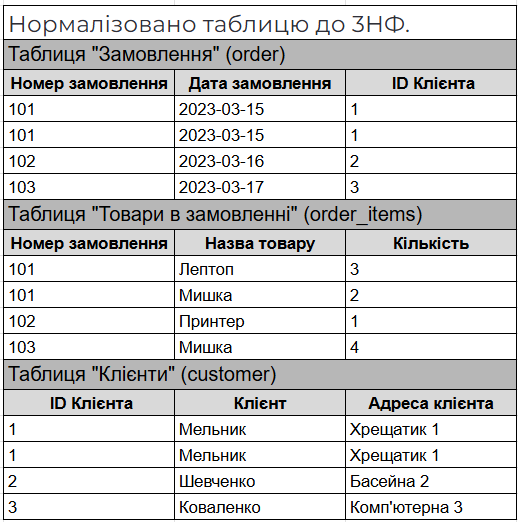 Нормалізовано таблицю до 3НФ.
Таблиця "Замовлення" (order)
Номер замовлення Дата замовлення ID Клієнта
101 2023-03-15 1
101 2023-03-15 1
102 2023-03-16 2
103 2023-03-17 3
Таблиця "Товари в замовленні" (order_items)
Номер замовлення Назва товару Кількість
101 Лептоп 3
101 Мишка 2
102 Принтер 1
103 Мишка 4
Таблиця "Клієнти" (customer)
ID Клієнта Клієнт Адреса клієнта
1 Мельник Хрещатик 1
1 Мельник Хрещатик 1
2 Шевченко Басейна 2
3 Коваленко Комп'ютерна 3